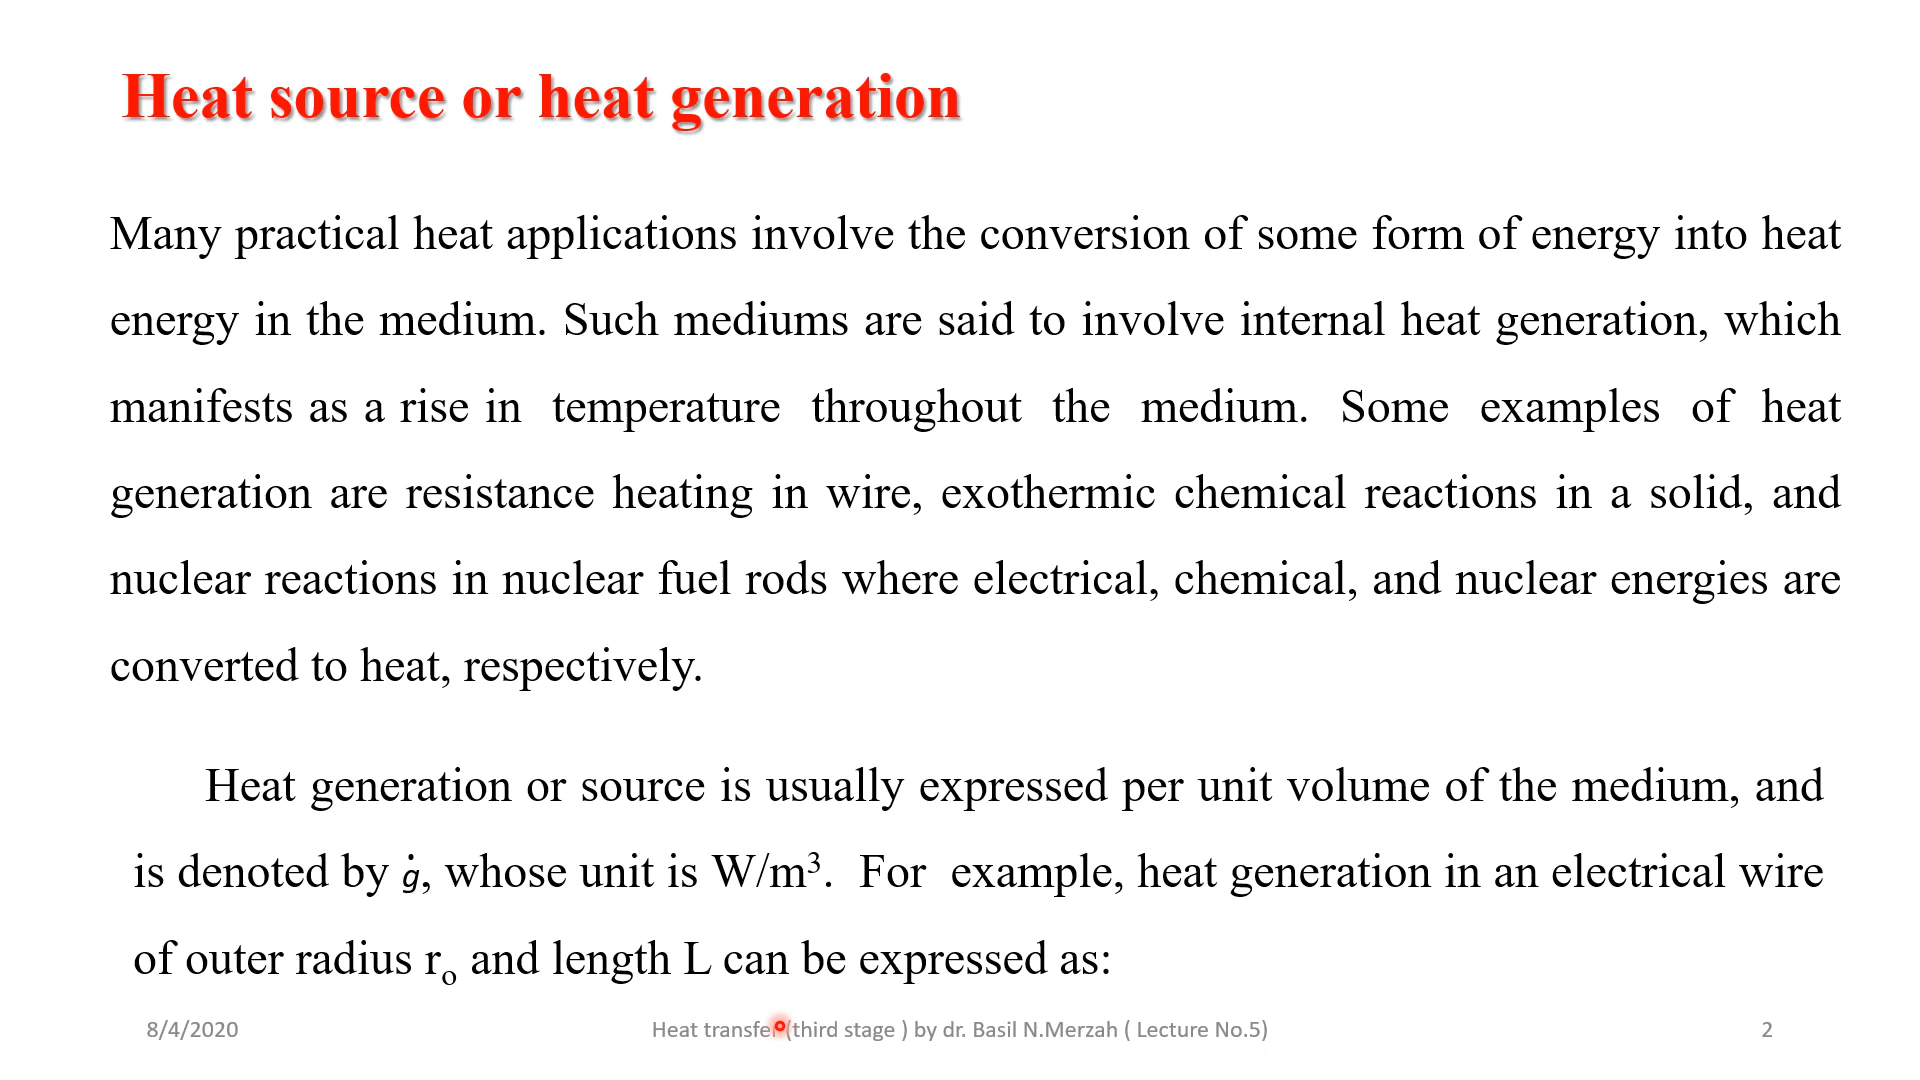 Heat source or heat generation
Many practical heat applications involve the conversion of some form of energy into heat
energy in the medium. Such mediums are said to involve internal heat generation, which
manifests as a rise in temperature throughout the medium. Some examples of heat
generation are resistance heating in wire, exothermic chemical reactions in a solid, and
nuclear reactions in nuclear fuel rods where electrical, chemical, and nuclear energies are
converted to heat, respectively.
Heat generation or source is usually expressed per unit volume of the medium, and
is denoted by ġ, whose unit is W/m³. For example, heat generation in an electrical wire
of outer radius rₒ and length L can be expressed as:
8/4/2020
Heat transfer (third stage ) by dr. Basil N.Merzah ( Lecture No.5)
2